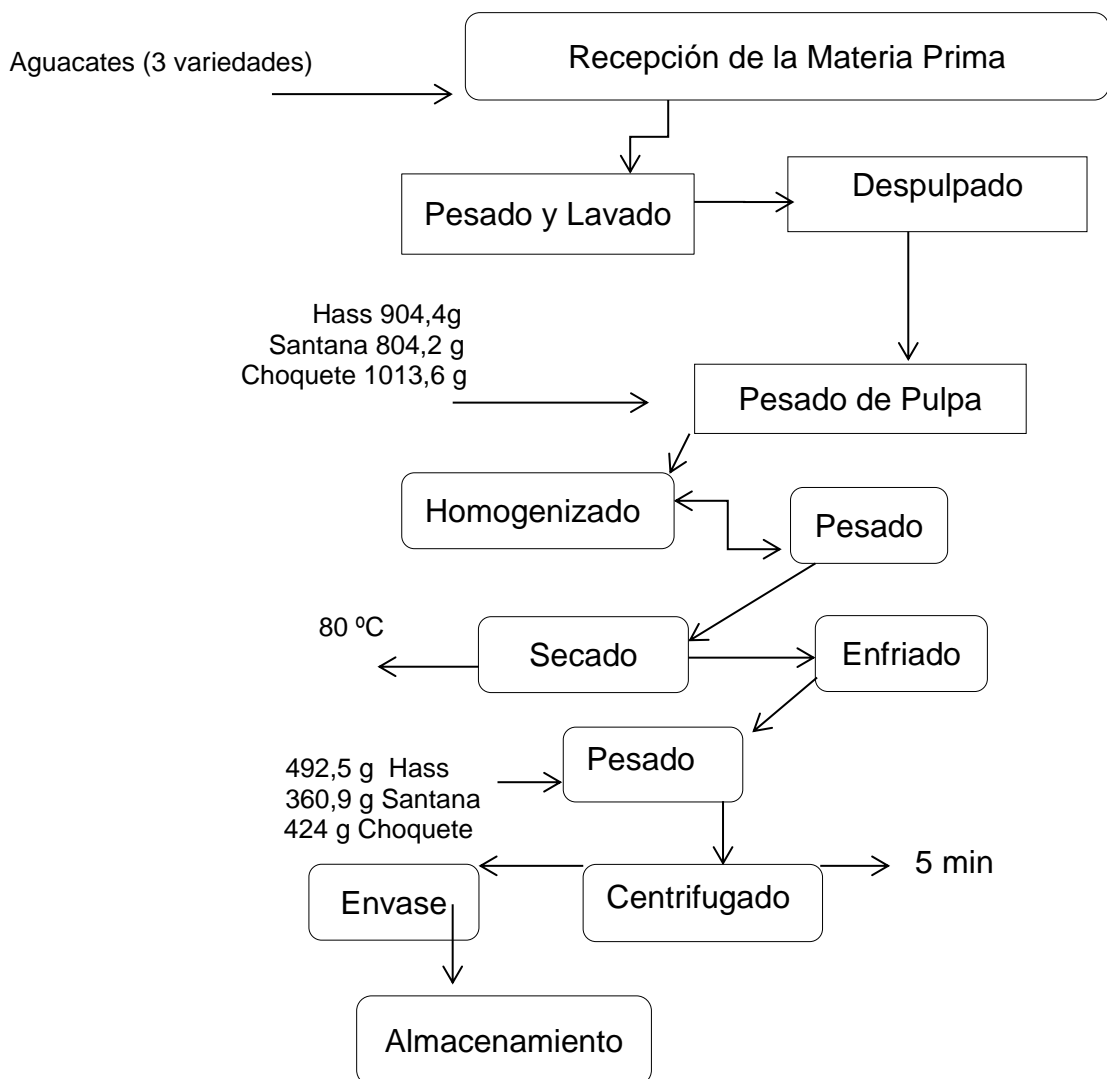 Aguacates (3 variedades)
Recepción de la Materia Prima
Pesado y Lavado
Despulpado
Hass 904,4g
Santana 804,2 g
Choquete 1013,6 g
Pesado de Pulpa
Homogenizado
Pesado
80 ºC
Secado
Enfriado
492,5 g  Hass
360,9 g Santana
424 g Choquete
Pesado
5 min
Centrifugado
Envase
Almacenamiento